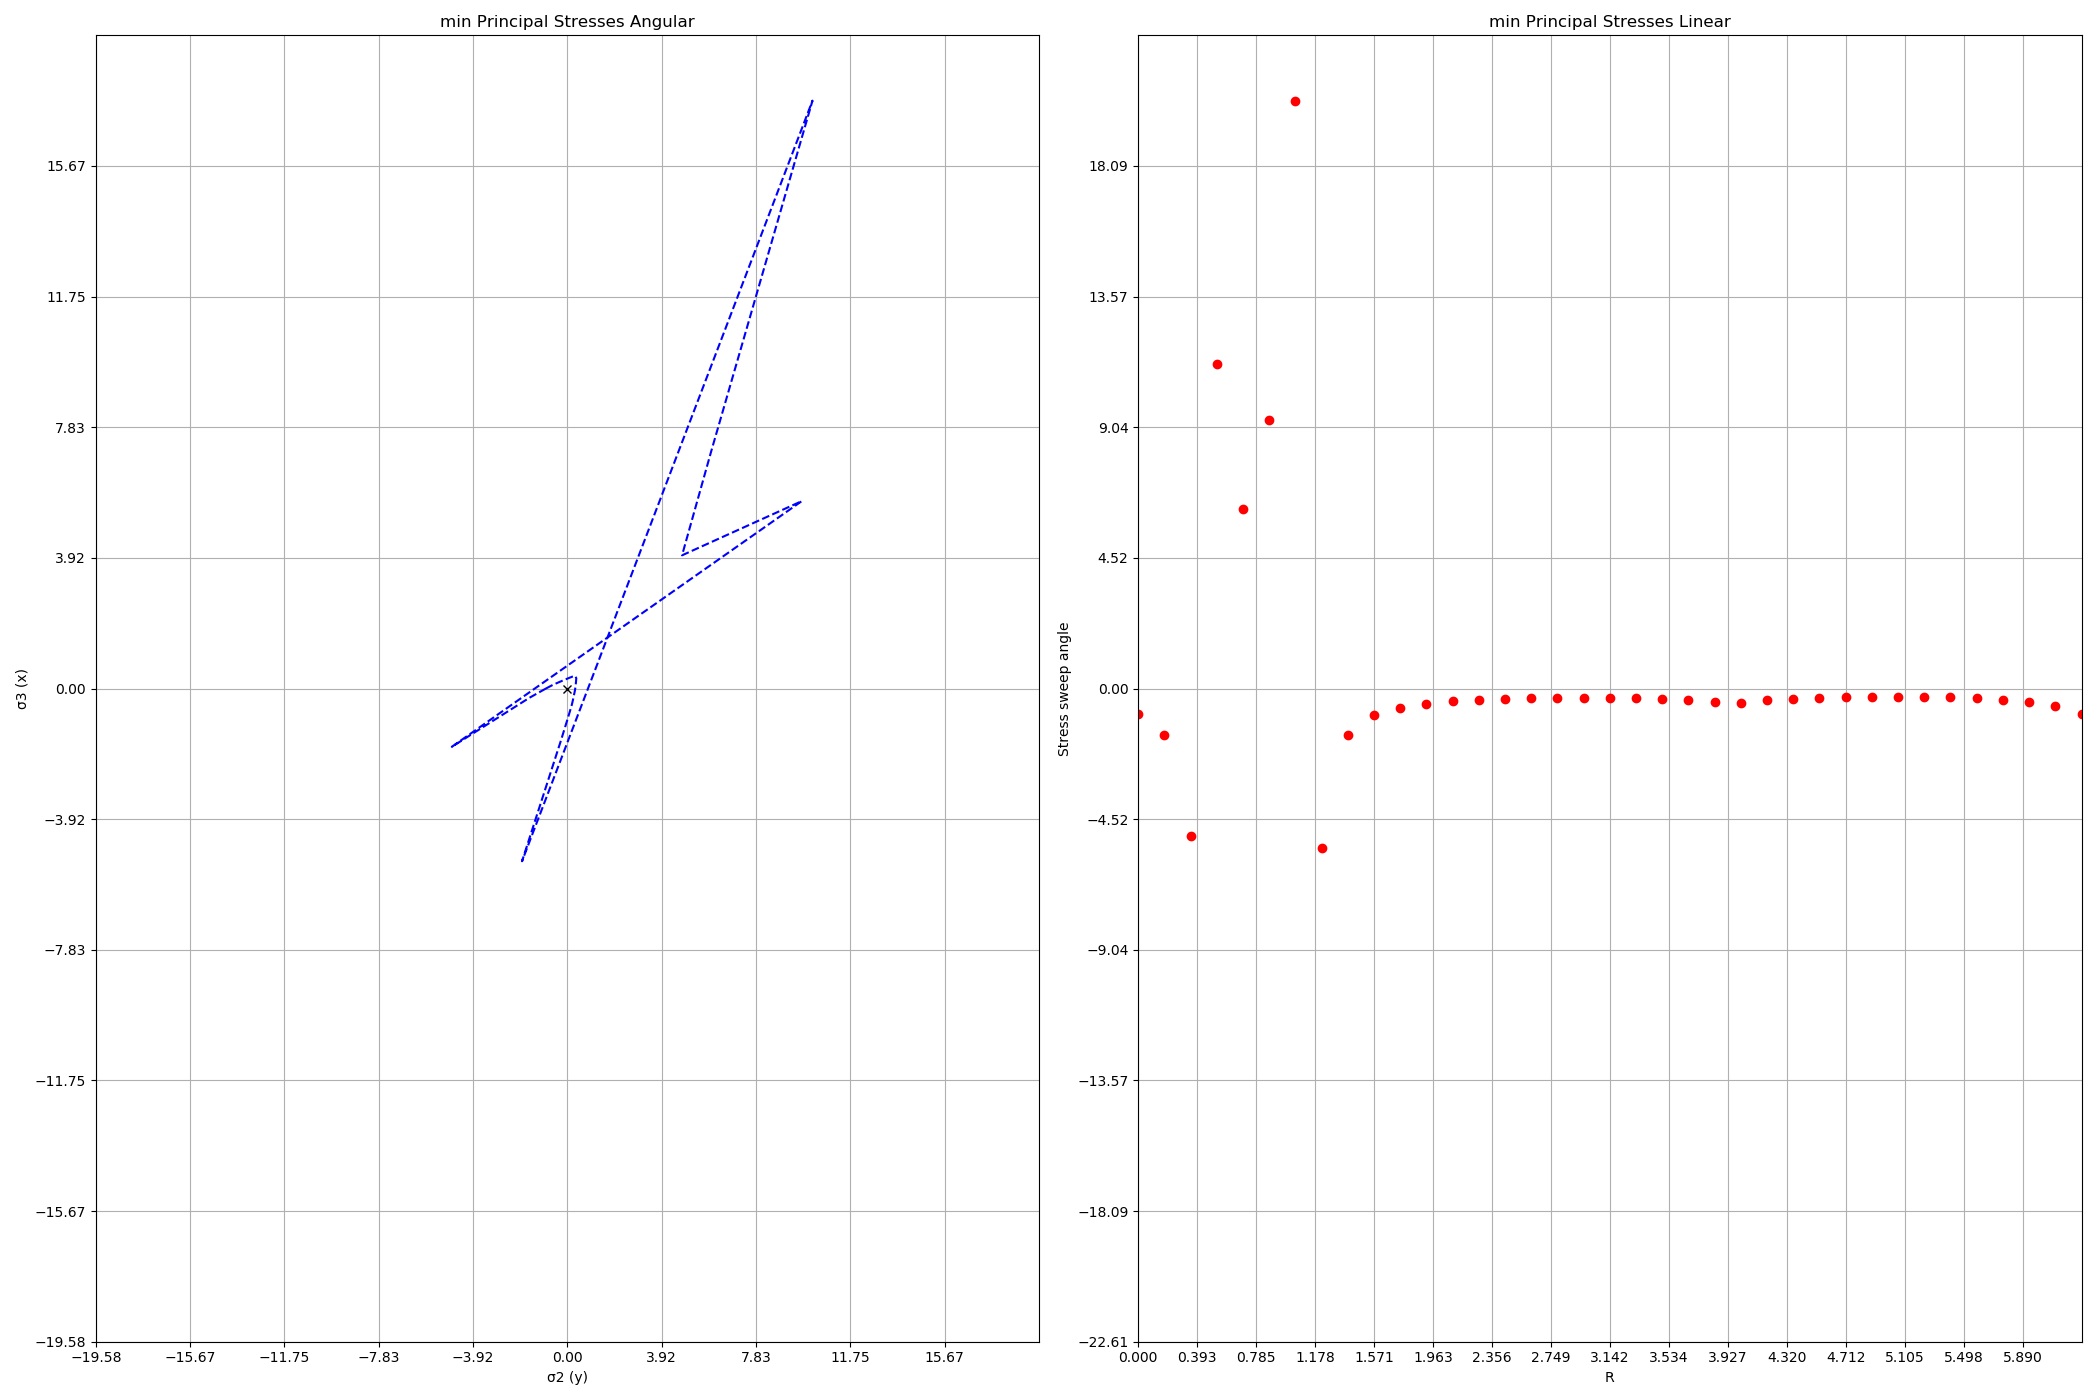 min Principal Stresses Angular
σ3 (x)
15.67
11.75
7.83
3.92
0.00
−3.92
−7.83
−11.75
−15.67
−19.58
−19.58 −15.67 −11.75 −7.83 −3.92 0.00 3.92 7.83 11.75 15.67
σ2 (y)
min Principal Stresses Linear
Stress sweep angle
18.09
13.57
9.04
4.52
0.00
−4.52
−9.04
−13.57
−18.09
−22.61
0.000 0.393 0.785 1.178 1.571 1.963 2.356 2.749 3.142 3.534 3.927 4.320 4.712 5.105 5.498 5.890
R